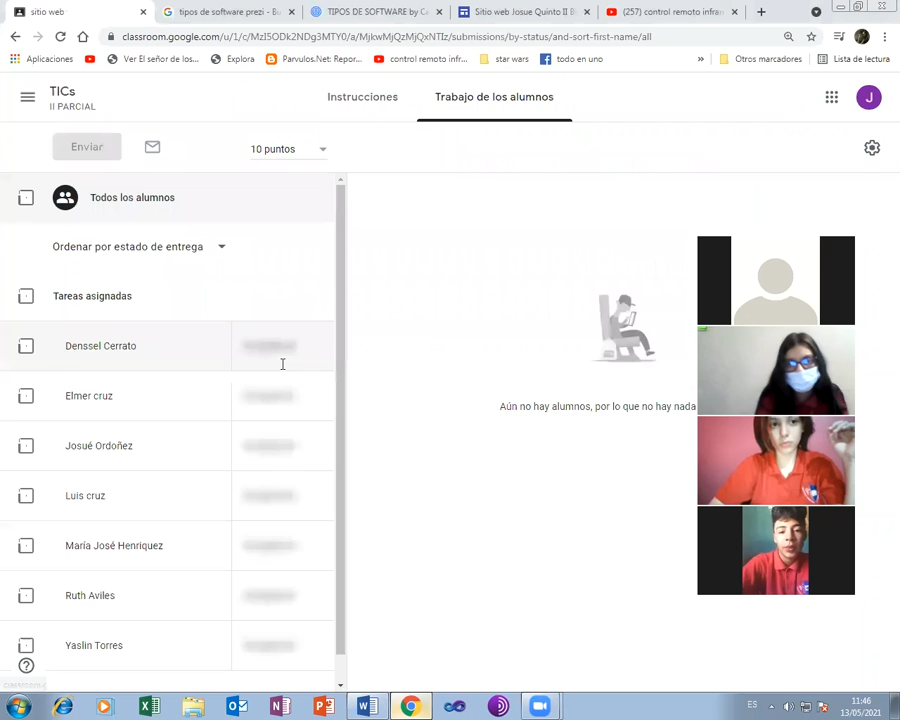 sitio web
tipos de software prezi - Bu
TIPOS DE SOFTWARE by C
Sitio web Josue Quinto II B
(257) control remoto infra
classroom.google.com/u/1/c/MzI5ODk2NDg3MTY0/a/MjkwMjQzMjQxNTIz/submissions/by-status/and-sort-first-name/all
Aplicaciones
Ver El señor de los
Explora
Parvulos.Net: Repor...
control remoto inf...
star wars
todo en uno
»
Otros marcadores
Lista de lectura
TICs
II PARCIAL
Instrucciones
Trabajo de los alumnos
J
Enviar
10 puntos
Todos los alumnos
Ordenar por estado de entrega
Tareas asignadas
Denssel Cerrato
Elmer cruz
Josué Ordoñez
Luis cruz
María José Henriquez
Ruth Aviles
Yaslin Torres
Aún no hay alumnos, por lo que no hay nada
ES
11:46
13/05/2021